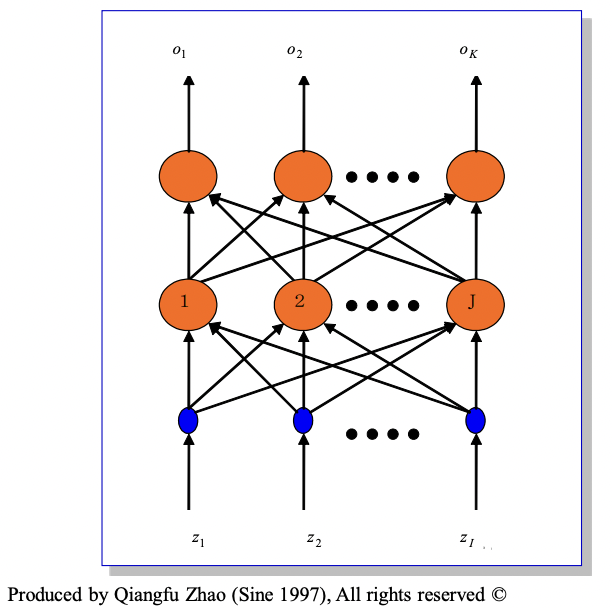 o1 o2 oK
1 2 J
z1 z2 zI
Produced by Qiangfu Zhao (Sine 1997), All rights reserved ©